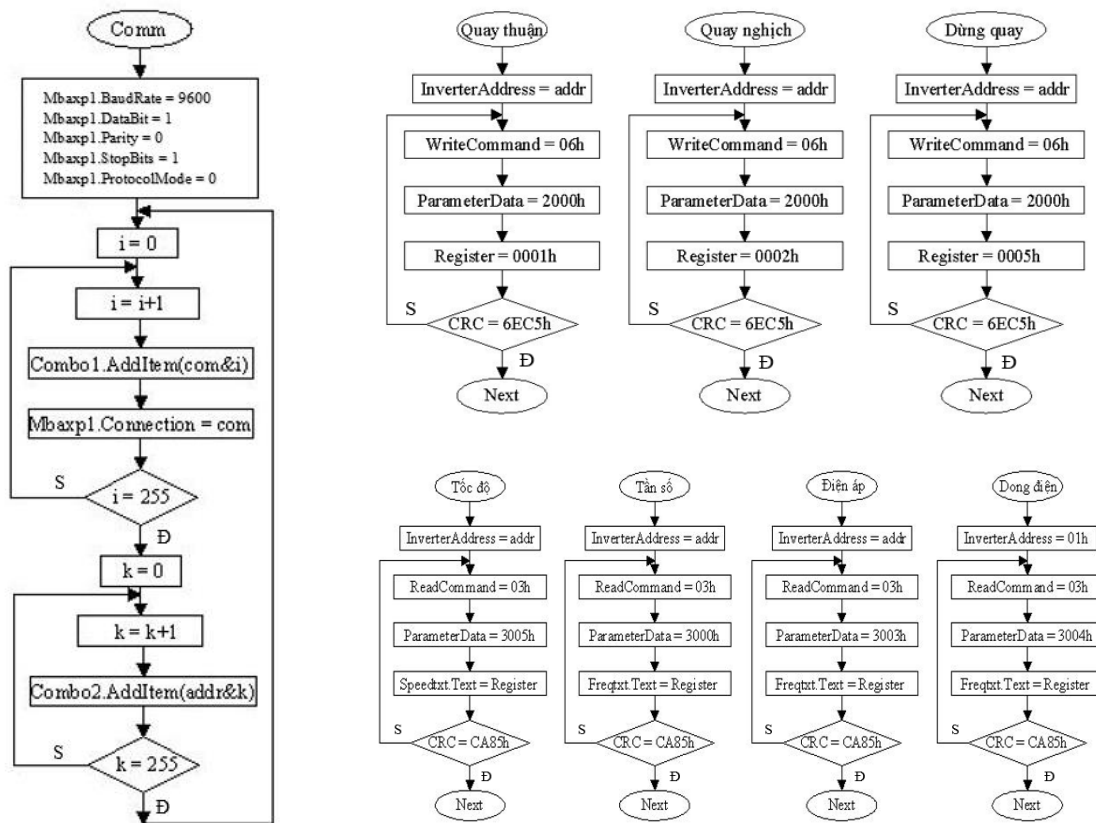 Comm
Mbaxp1.BaudRate = 9600
Mbaxp1.DataBit = 1
Mbaxp1.Parity = 0
Mbaxp1.StopBits = 1
Mbaxp1.ProtocolMode = 0
i = 0
i = i+1
Combo1.AddItem(com&i)
Mbaxp1.Connection = com
S
i = 255
Đ
k = 0
k = k+1
Combo2.AddItem(addr&k)
S
k = 255
Đ
Quay thuận
InverterAddress = addr
WriteCommand = 06h
ParameterData = 2000h
Register = 0001h
S
CRC = 6EC5h
Đ
Next
Quay nghịch
InverterAddress = addr
WriteCommand = 06h
ParameterData = 2000h
Register = 0002h
S
CRC = 6EC5h
Đ
Next
Dừng quay
InverterAddress = addr
WriteCommand = 06h
ParameterData = 2000h
Register = 0005h
S
CRC = 6EC5h
Đ
Next
Tốc độ
InverterAddress = addr
ReadCommand = 03h
ParameterData = 3005h
Speedtxt.Text = Register
S
CRC = CA85h
Đ
Next
Tần số
InverterAddress = addr
ReadCommand = 03h
ParameterData = 3000h
Freqtxt.Text = Register
S
CRC = CA85h
Đ
Next
Điện áp
InverterAddress = addr
ReadCommand = 03h
ParameterData = 3003h
Freqtxt.Text = Register
S
CRC = CA85h
Đ
Next
Dong điện
InverterAddress = 01h
ReadCommand = 03h
ParameterData = 3004h
Freqtxt.Text = Register
S
CRC = CA85h
Đ
Next